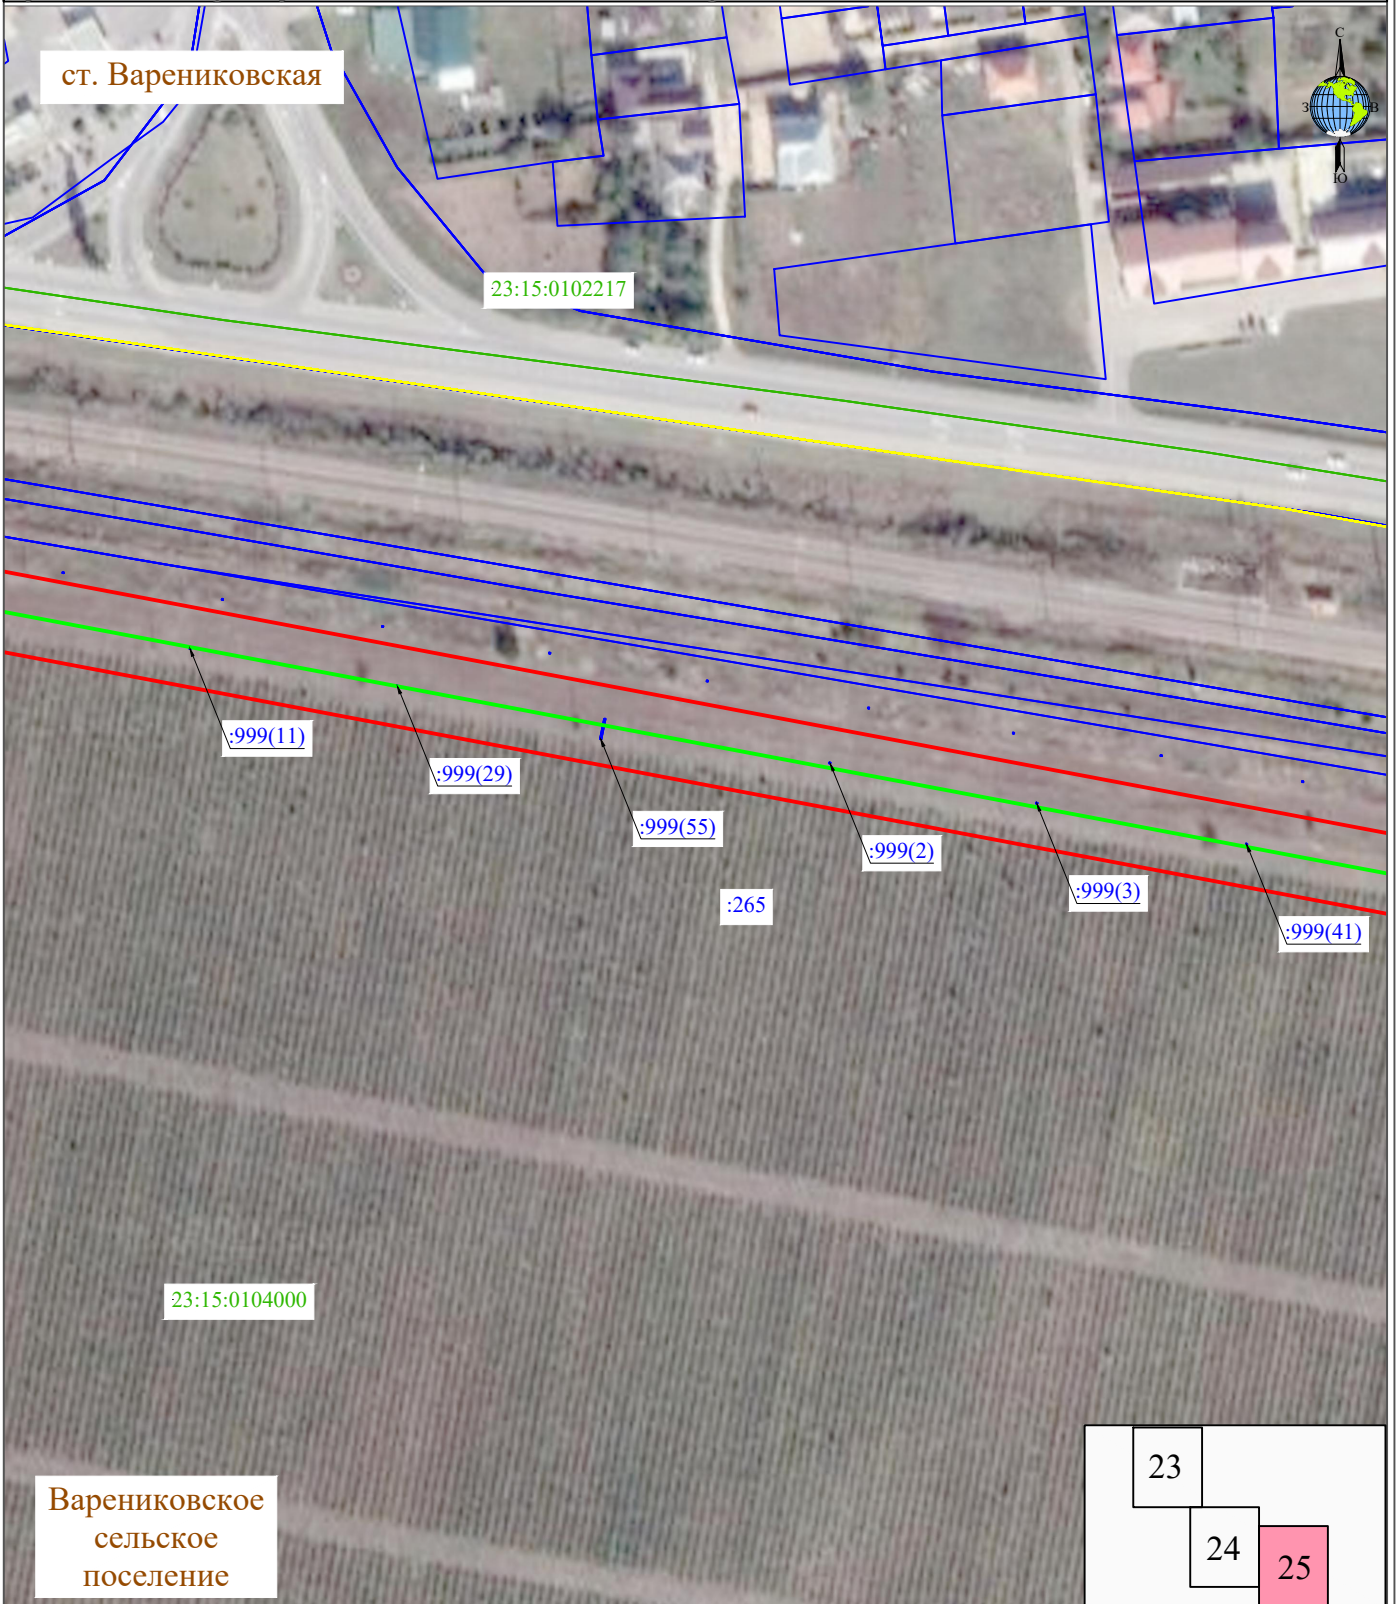 С
ст. Варениковская
З
В
Ю
23:15:0102217
:999(11)
:999(29)
:999(55)
:999(2)
:999(3)
:265
:999(41)
23:15:0104000
23
24
25
Варениковское
сельское
поселение